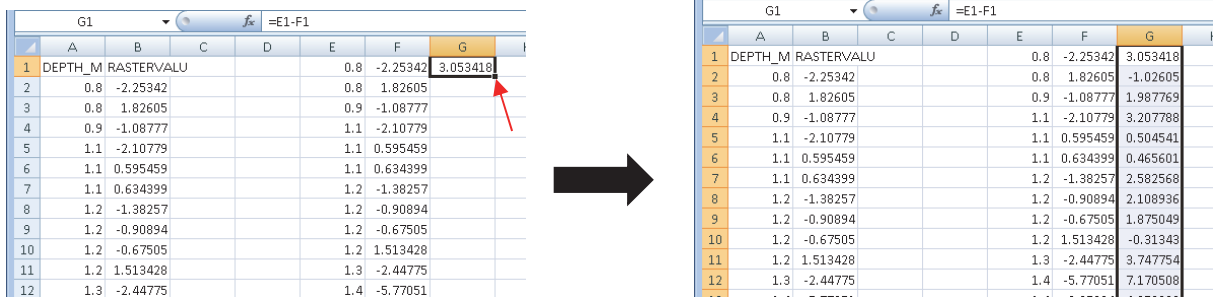 G1 fx =E1-F1
A B C D E F G
1 DEPTH_M RASTERVALU 0.8 -2.25342 3.053418
2 0.8 -2.25342 0.8 1.82605
3 0.8 1.82605 0.9 -1.08777
4 0.9 -1.08777 1.1 -2.10779
5 1.1 -2.10779 1.1 0.595459
6 1.1 0.595459 1.1 0.634399
7 1.1 0.634399 1.2 -1.38257
8 1.2 -1.38257 1.2 -0.90894
9 1.2 -0.90894 1.2 -0.67505
10 1.2 -0.67505 1.2 1.513428
11 1.2 1.513428 1.3 -2.44775
12 1.3 -2.44775 1.4 -5.77051
G1 fx =E1-F1
A B C D E F G
1 DEPTH_M RASTERVALU 0.8 -2.25342 3.053418
2 0.8 -2.25342 0.8 1.82605 -1.02605
3 0.8 1.82605 0.9 -1.08777 1.987769
4 0.9 -1.08777 1.1 -2.10779 3.207788
5 1.1 -2.10779 1.1 0.595459 0.504541
6 1.1 0.595459 1.1 0.634399 0.465601
7 1.1 0.634399 1.2 -1.38257 2.582568
8 1.2 -1.38257 1.2 -0.90894 2.108936
9 1.2 -0.90894 1.2 -0.67505 1.875049
10 1.2 -0.67505 1.2 1.513428 -0.31343
11 1.2 1.513428 1.3 -2.44775 3.747754
12 1.3 -2.44775 1.4 -5.77051 7.170508